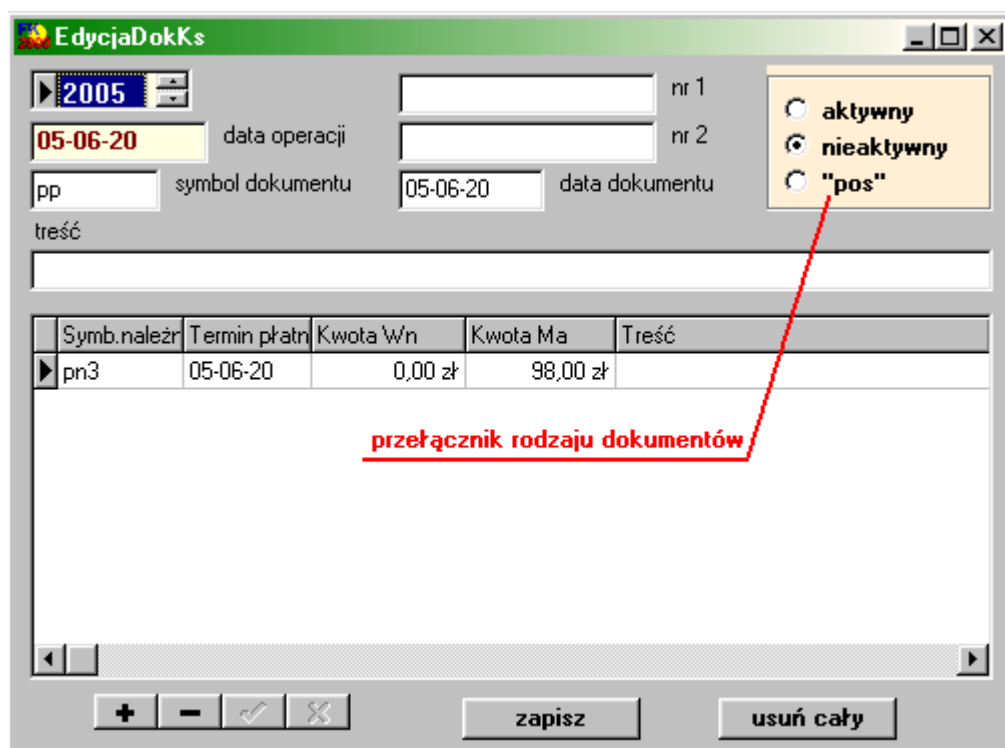 EdycjaDokKs
2005
nr 1
aktywny
05-06-20
data operacji
nr 2
nieaktywny
pp
symbol dokumentu
05-06-20
data dokumentu
"pos"
treść
Symb.należn Termin płatn Kwota Wn Kwota Ma Treść
pn3 05-06-20 0,00 zł 98,00 zł
przełącznik rodzaju dokumentów
zapisz
usuń cały